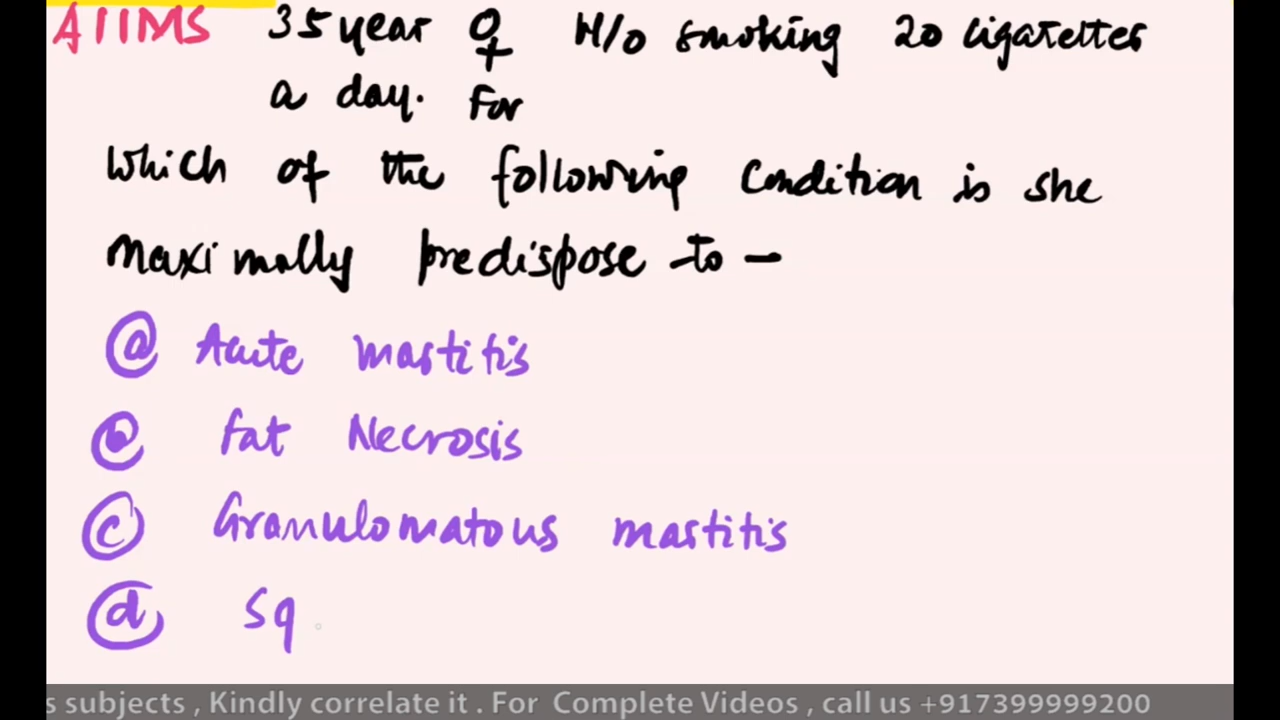 AIIMS 35 year ♀ H/o smoking 20 cigarettes
a day. For
Which of the following Condition is she
maximally predispose to -
(a) Acute mastitis
(b) Fat Necrosis
(c) Granulomatous mastitis
(d) Sq
s subjects , Kindly correlate it . For Complete Videos , call us +917399999200